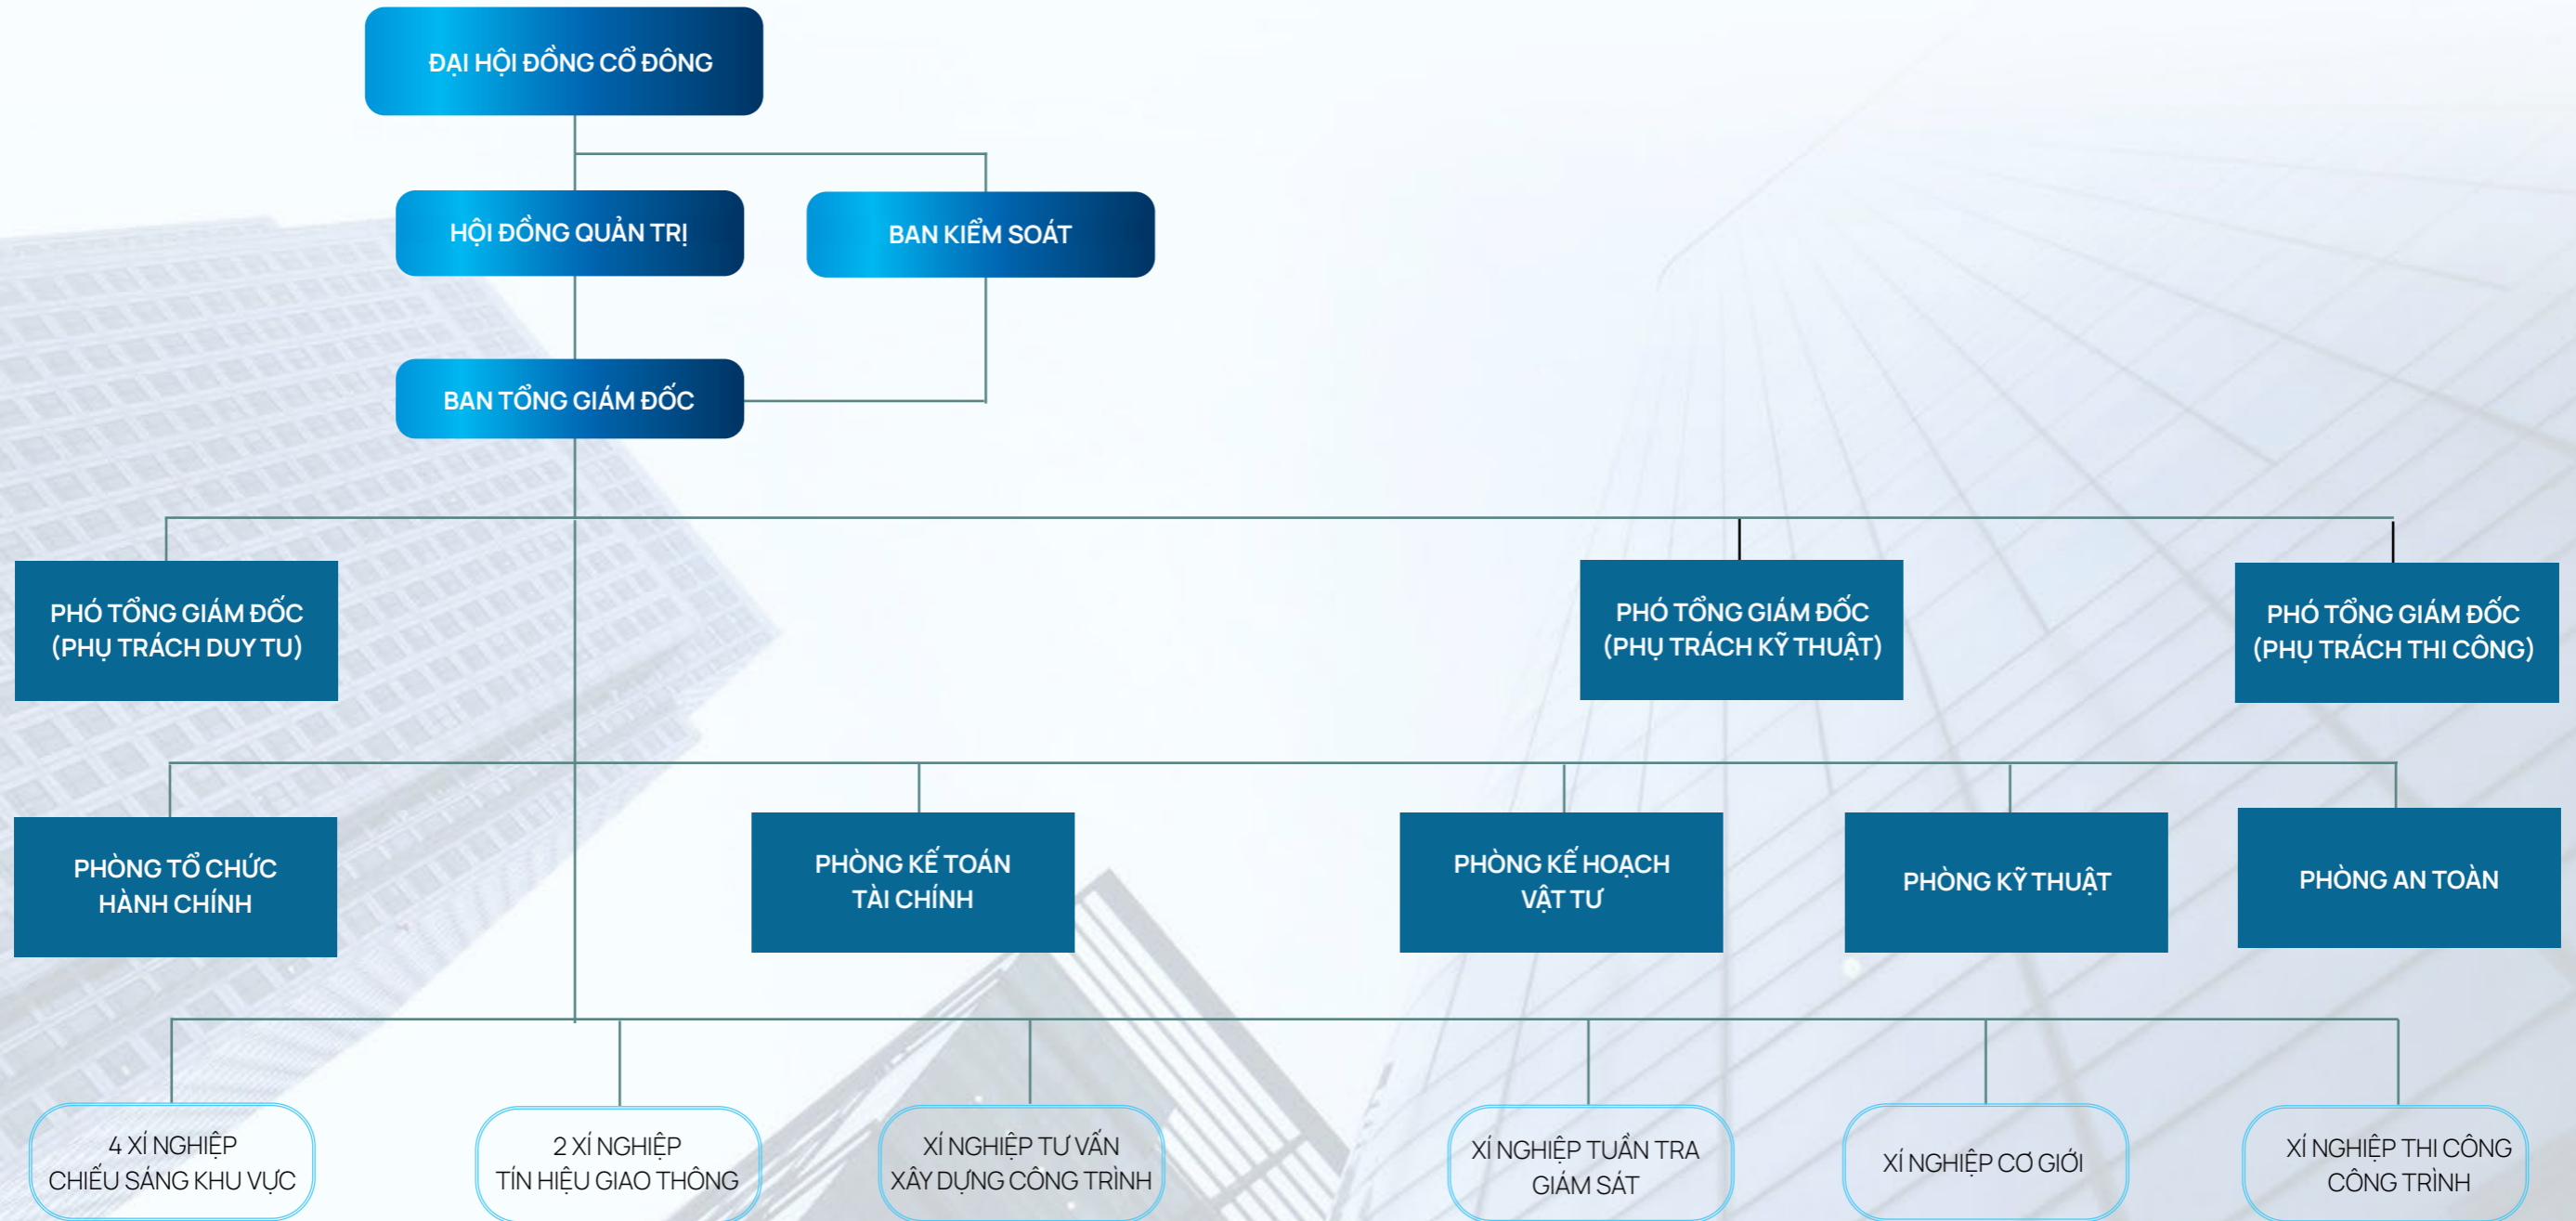 ĐẠI HỘI ĐỒNG CỔ ĐÔNG
HỘI ĐỒNG QUẢN TRỊ
BAN KIỂM SOÁT
BAN TỔNG GIÁM ĐỐC
PHÓ TỔNG GIÁM ĐỐC
(PHỤ TRÁCH DUY TU)
PHÓ TỔNG GIÁM ĐỐC
(PHỤ TRÁCH KỸ THUẬT)
PHÓ TỔNG GIÁM ĐỐC
(PHỤ TRÁCH THI CÔNG)
PHÒNG TỔ CHỨC
HÀNH CHÍNH
PHÒNG KẾ TOÁN
TÀI CHÍNH
PHÒNG KẾ HOẠCH
VẬT TƯ
PHÒNG KỸ THUẬT
PHÒNG AN TOÀN
4 XÍ NGHIỆP
CHIẾU SÁNG KHU VỰC
2 XÍ NGHIỆP
TÍN HIỆU GIAO THÔNG
XÍ NGHIỆP TƯ VẤN
XÂY DỰNG CÔNG TRÌNH
XÍ NGHIỆP TUẦN TRA
GIÁM SÁT
XÍ NGHIỆP CƠ GIỚI
XÍ NGHIỆP THI CÔNG
CÔNG TRÌNH